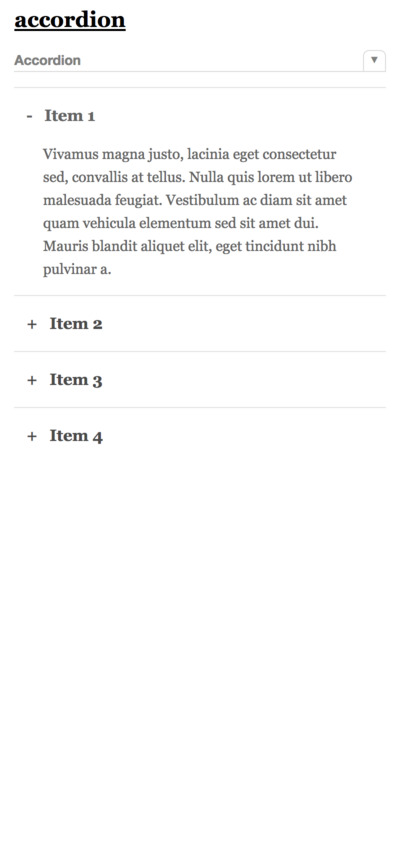 accordion
Accordion ▼
- Item 1
Vivamus magna justo, lacinia eget consectetur
sed, convallis at tellus. Nulla quis lorem ut libero
malesuada feugiat. Vestibulum ac diam sit amet
quam vehicula elementum sed sit amet dui.
Mauris blandit aliquet elit, eget tincidunt nibh
pulvinar a.
+ Item 2
+ Item 3
+ Item 4